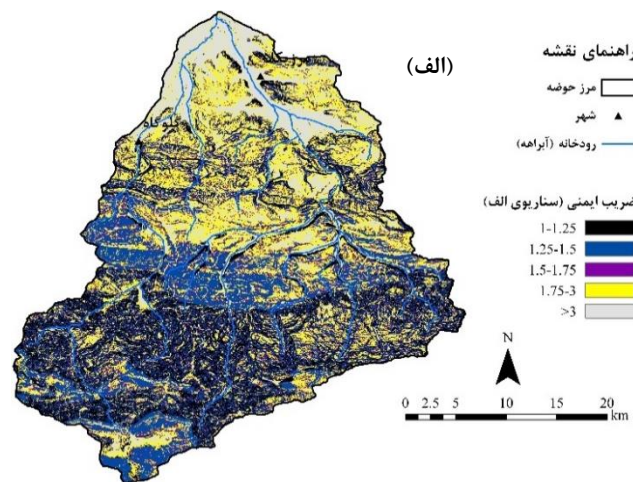 (الف)
راهنمای نقشه
مرز حوضه
شهر
رودخانه (آبراهه)
ضریب ایمنی (سناریوی الف)
1-1.25
1.25-1.5
1.5-1.75
1.75-3
>3
N
0 2.5 5 10 15 20
km